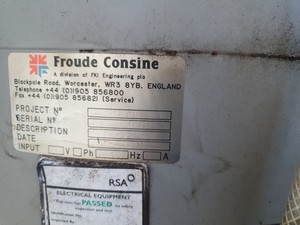 Froude Consine
A division of FKI Engineering plc
Blackpole Road, Worcester, WR3 8YB. ENGLAND
Telephone +44 (0)1905 856800
Fax +44 (0)1905 856821 (Service)
PROJECT Nº
SERIAL Nº
DESCRIPTION
DATE
INPUT V Ph Hz A
RSA
ELECTRICAL EQUIPMENT
PASSED